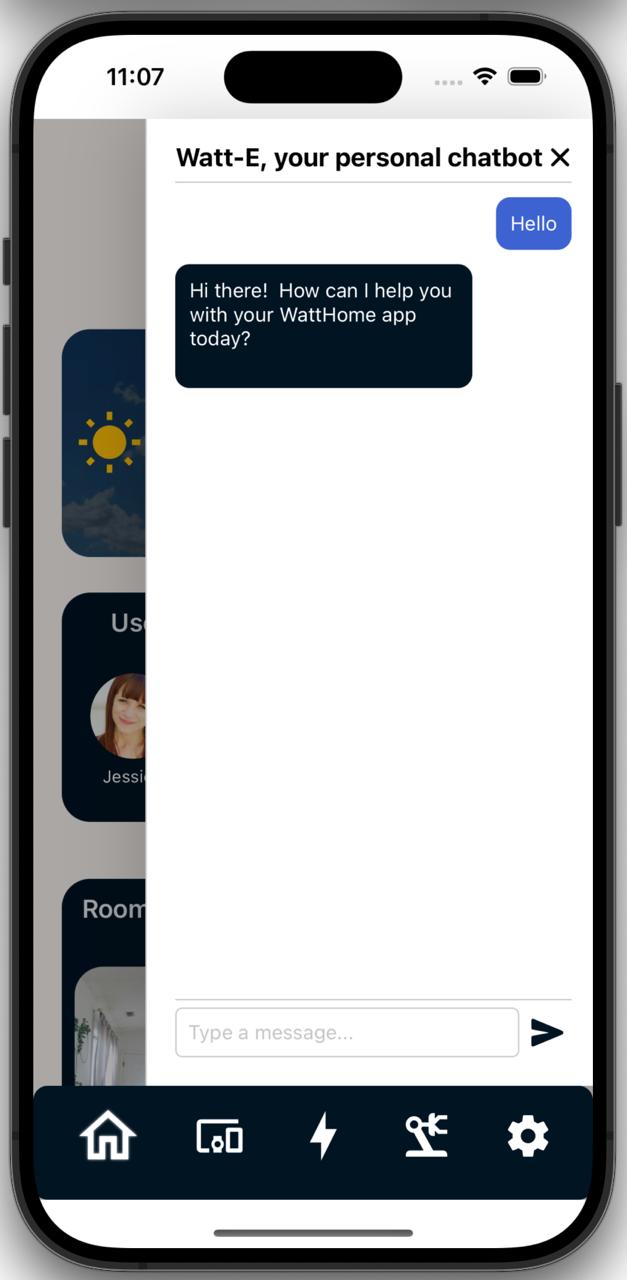 11:07
Watt-E, your personal chatbot
Hello
Hi there!  How can I help you
with your WattHome app
today?
Use
Jessi
Room
Type a message...